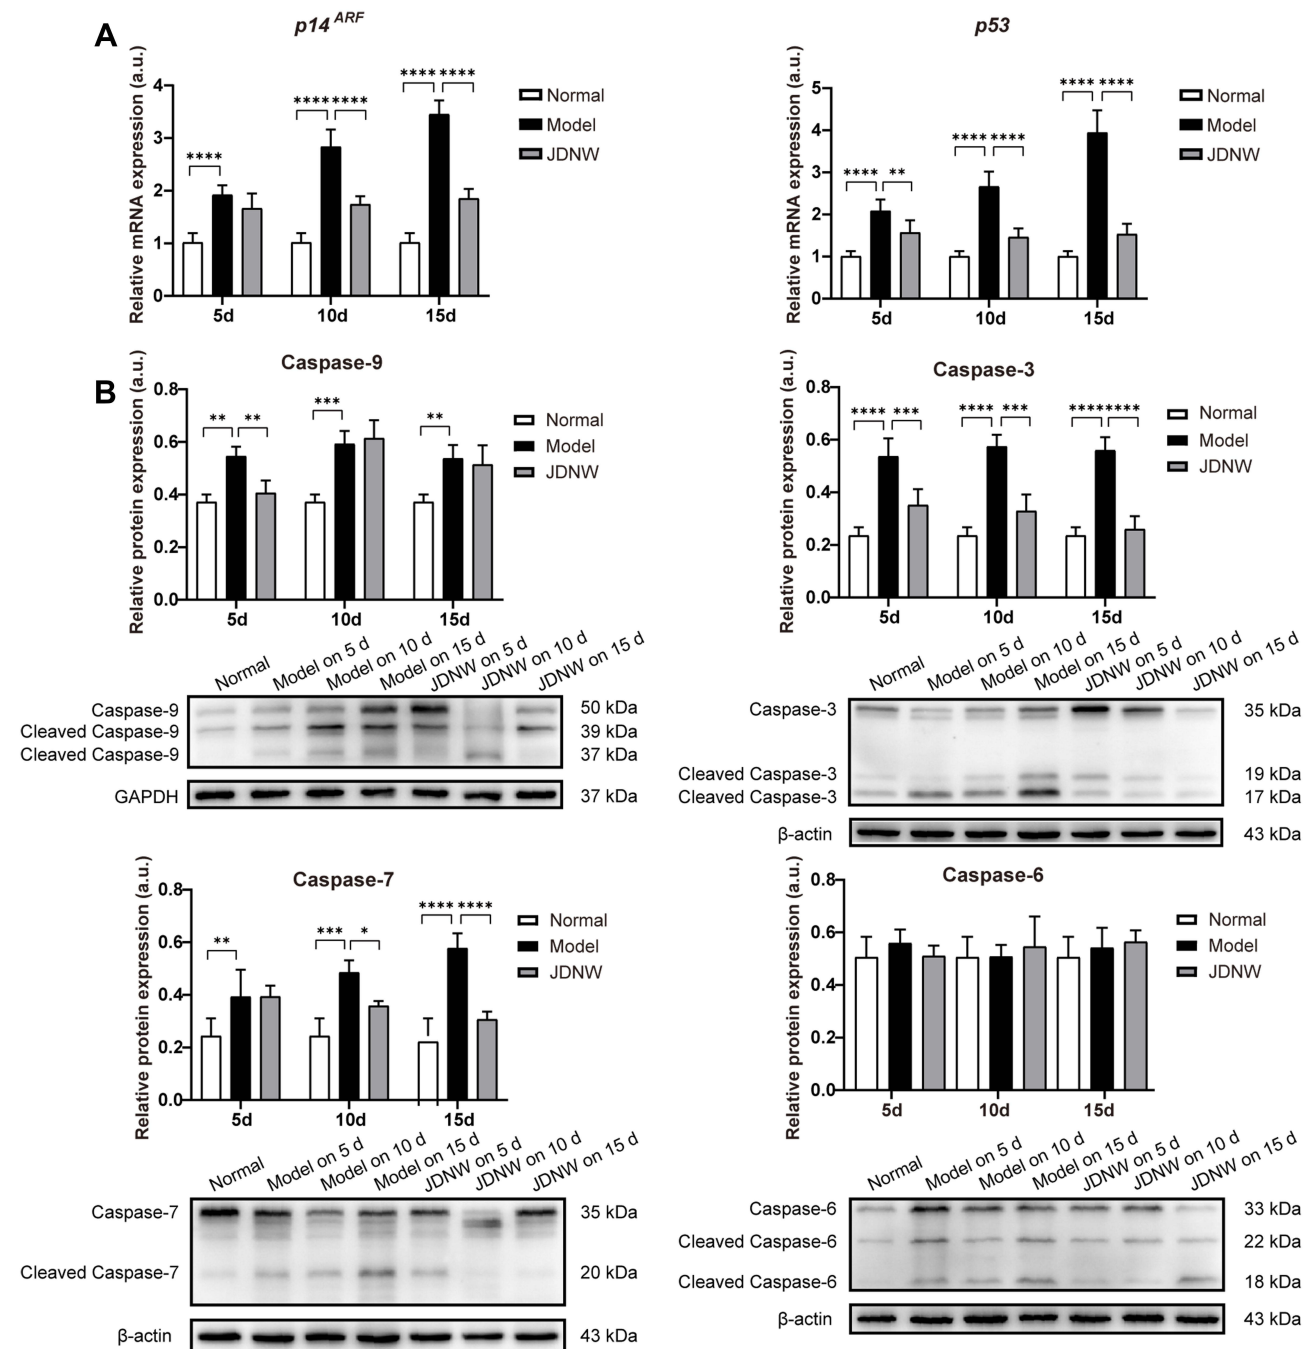 A
p14 ARF
Relative mRNA expression (a.u.)
4
3
2
1
0
**** **** **** **** ****
5d 10d 15d
Normal
Model
JDNW
p53
Relative mRNA expression (a.u.)
5
4
3
2
1
0
**** ** **** **** **** ****
5d 10d 15d
Normal
Model
JDNW
B
Caspase-9
Relative protein expression (a.u.)
0.8
0.6
0.4
0.2
0.0
** ** *** **
5d 10d 15d
Normal
Model
JDNW
Normal Model on 5 d Model on 10 d Model on 15 d JDNW on 5 d JDNW on 10 d JDNW on 15 d
Caspase-9 50 kDa
Cleaved Caspase-9 39 kDa
Cleaved Caspase-9 37 kDa
GAPDH 37 kDa
Caspase-3
Relative protein expression (a.u.)
0.8
0.6
0.4
0.2
0.0
**** *** **** *** **** ****
5d 10d 15d
Normal
Model
JDNW
Normal Model on 5 d Model on 10 d Model on 15 d JDNW on 5 d JDNW on 10 d JDNW on 15 d
Caspase-3 35 kDa
Cleaved Caspase-3 19 kDa
Cleaved Caspase-3 17 kDa
β-actin 43 kDa
Caspase-7
Relative protein expression (a.u.)
0.8
0.6
0.4
0.2
0.0
** *** * **** ****
5d 10d 15d
Normal
Model
JDNW
Normal Model on 5 d Model on 10 d Model on 15 d JDNW on 5 d JDNW on 10 d JDNW on 15 d
Caspase-7 35 kDa
Cleaved Caspase-7 20 kDa
β-actin 43 kDa
Caspase-6
Relative protein expression (a.u.)
0.8
0.6
0.4
0.2
0.0
5d 10d 15d
Normal
Model
JDNW
Normal Model on 5 d Model on 10 d Model on 15 d JDNW on 5 d JDNW on 10 d JDNW on 15 d
Caspase-6 33 kDa
Cleaved Caspase-6 22 kDa
Cleaved Caspase-6 18 kDa
β-actin 43 kDa